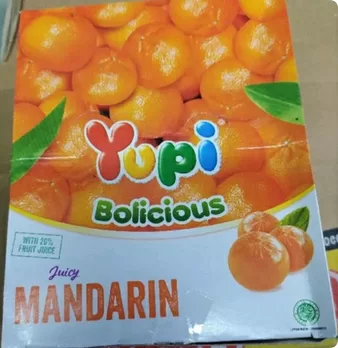 Yupi
Bolicious
WITH 20%
FRUIT JUICE
Juicy
MANDARIN